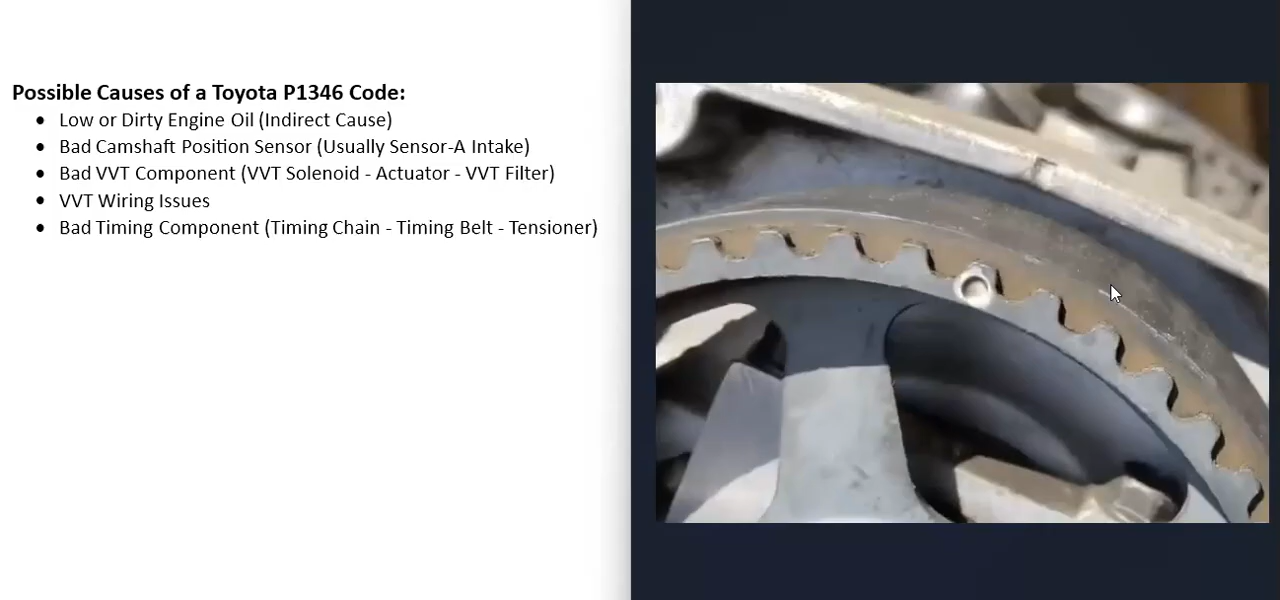 Possible Causes of a Toyota P1346 Code:
• Low or Dirty Engine Oil (Indirect Cause)
• Bad Camshaft Position Sensor (Usually Sensor-A Intake)
• Bad VVT Component (VVT Solenoid - Actuator - VVT Filter)
• VVT Wiring Issues
• Bad Timing Component (Timing Chain - Timing Belt - Tensioner)